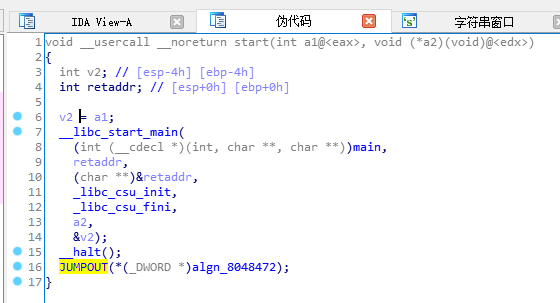 IDA View-A
伪代码
字符串窗口
1 void __usercall __noreturn start(int a1@<eax>, void (*a2)(void)@<edx>)
2 {
3 int v2; // [esp-4h] [ebp-4h]
4 int retaddr; // [esp+0h] [ebp+0h]
5
6 v2 = a1;
7 __libc_start_main(
8 (int (__cdecl *)(int, char **, char **))main,
9 retaddr,
10 (char **)&retaddr,
11 _libc_csu_init,
12 _libc_csu_fini,
13 a2,
14 &v2);
15 __halt();
16 JUMPOUT(*(_DWORD *)algn_8048472);
17 }